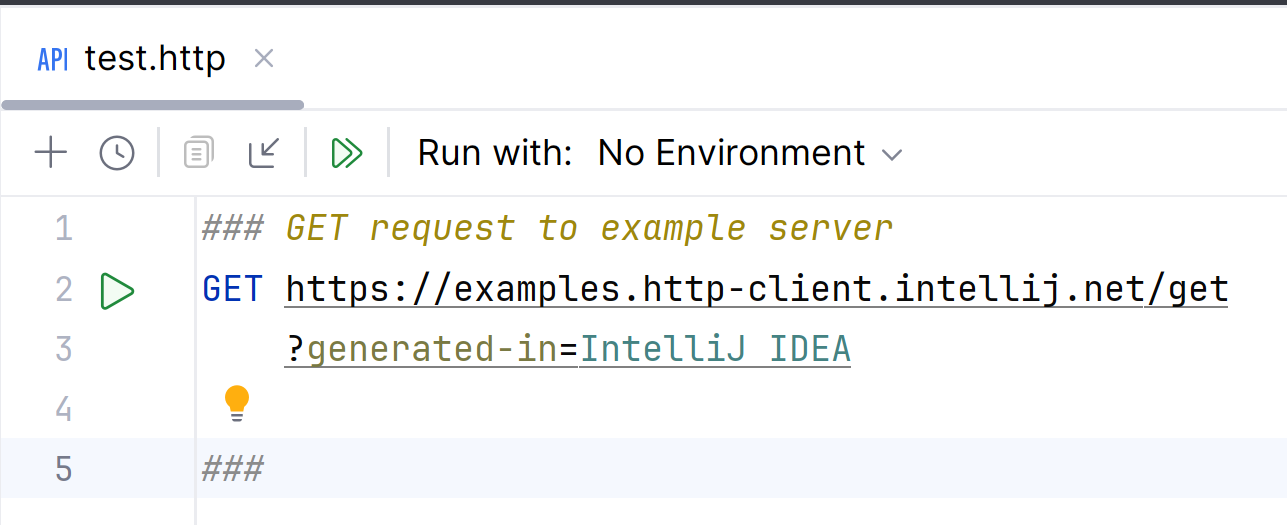 API test.http
Run with: No Environment
1 ### GET request to example server
2 GET https://examples.http-client.intellij.net/get
3 ?generated-in=IntelliJ IDEA
4
5 ###